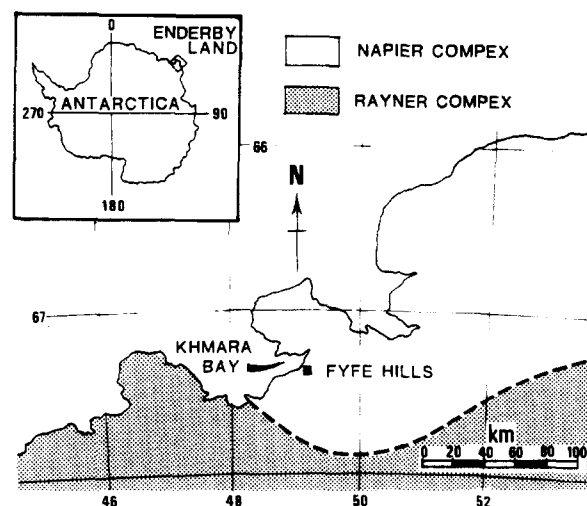 ENDERBY
LAND
0
ANTARCTICA
270
90
180
NAPIER COMPEX
RAYNER COMPEX
66
N
67
KHMARA
BAY
FYFE HILLS
km
0 20 40 60 80 100
46 48 50 52